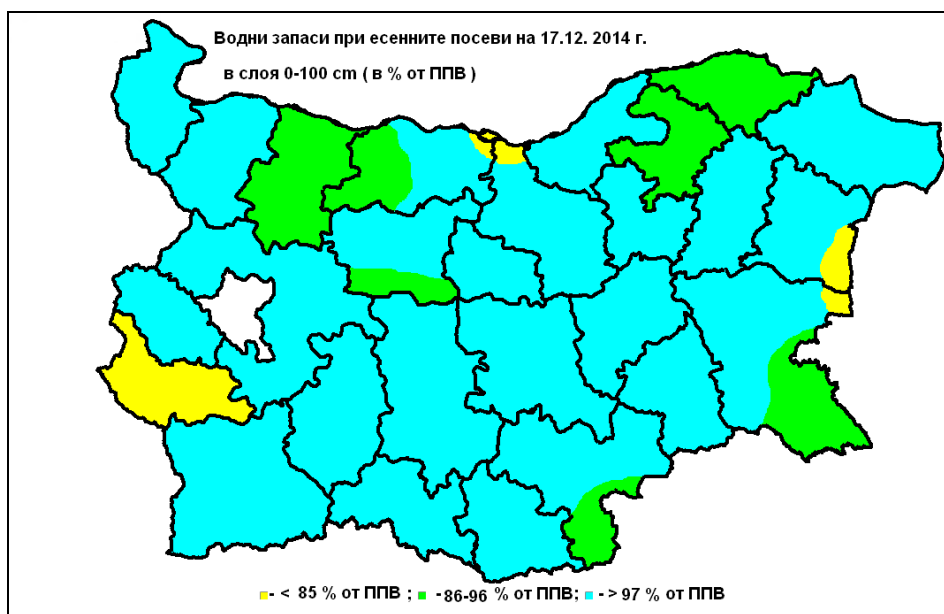 Водни запаси при есенните посеви на 17.12. 2014 г.
в слоя 0-100 cm ( в % от ППВ )
- < 85 % от ППВ ; -86-96 % от ППВ; - > 97 % от ППВ